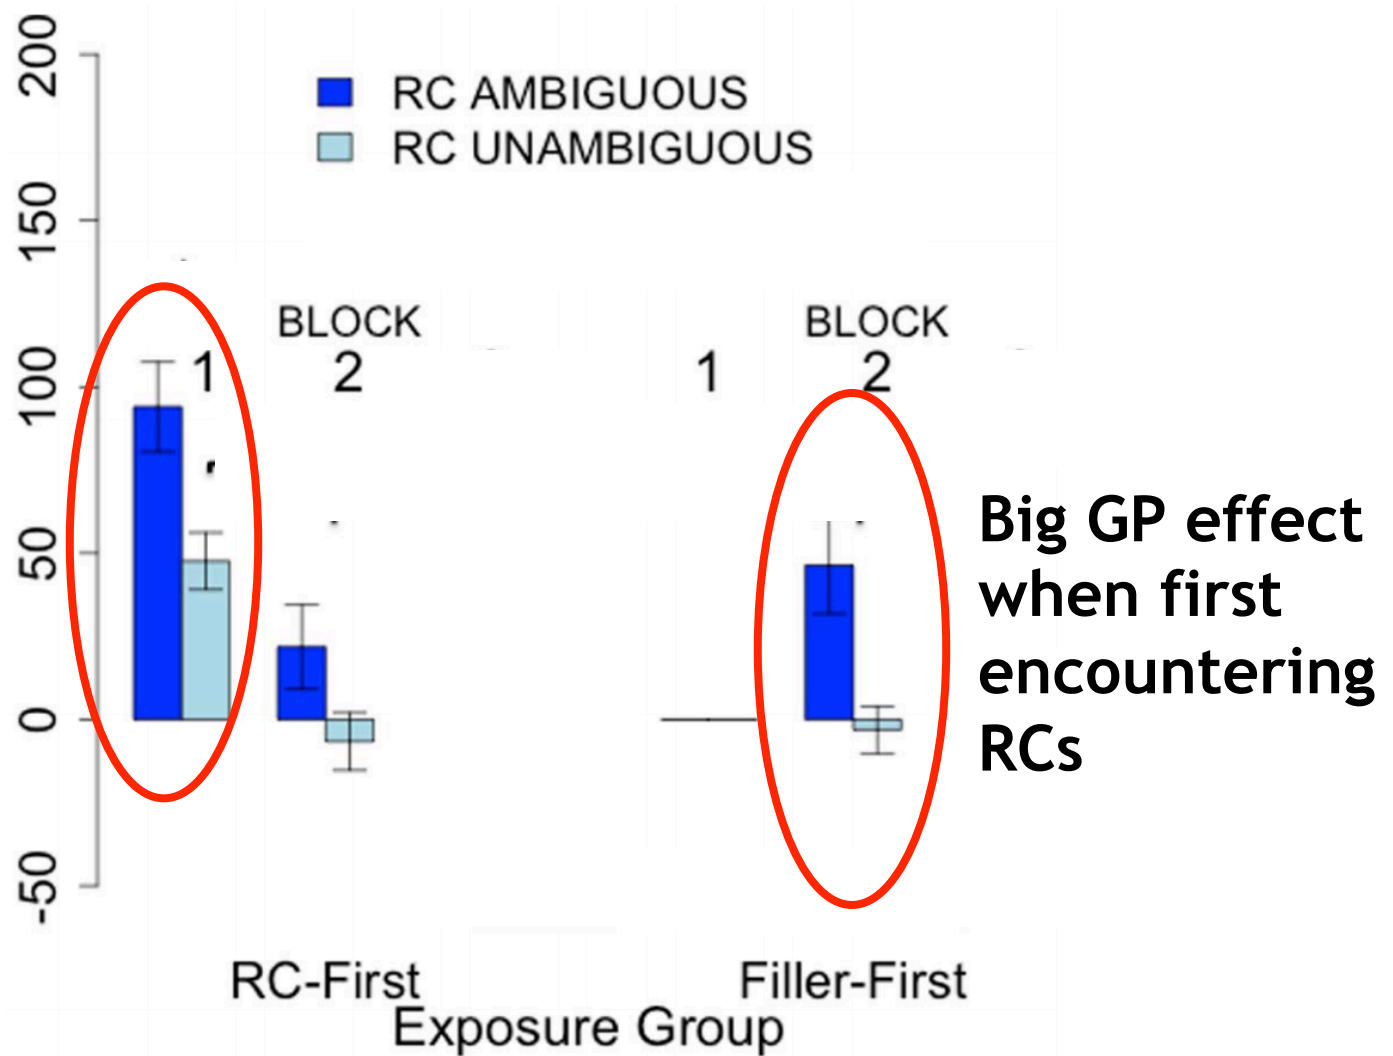 200
150
100
50
0
-50
RC AMBIGUOUS
RC UNAMBIGUOUS
BLOCK
1 2
BLOCK
1 2
Big GP effect
when first
encountering
RCs
RC-First Filler-First
Exposure Group